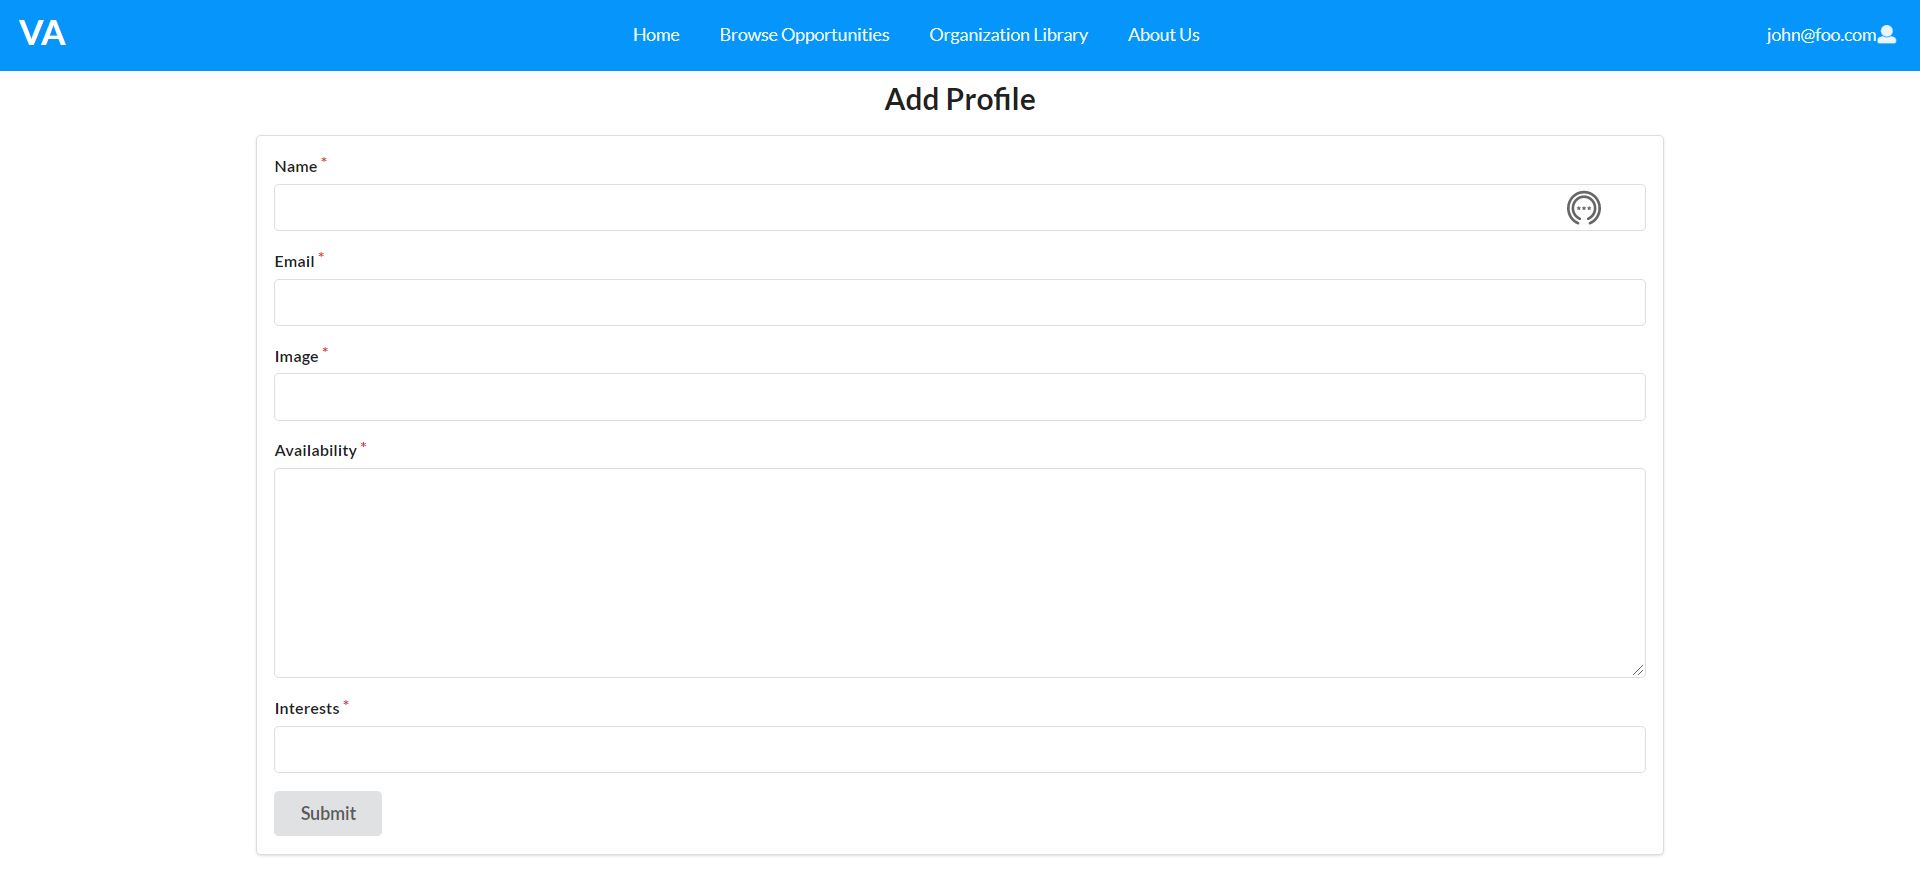 VA
Home Browse Opportunities Organization Library About Us
john@foo.com
Add Profile
Name *
Email *
Image *
Availability *
Interests *
Submit